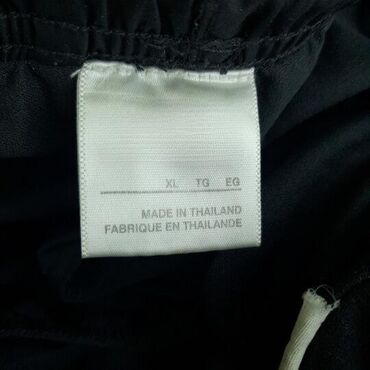 XL TG EG
MADE IN THAILAND
FABRIQUE EN THAILANDE